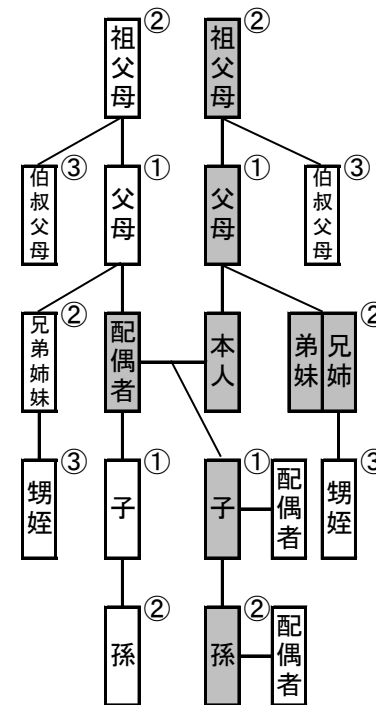 ② ②
祖父母 祖父母
③ ① ① ③
伯叔父母 父母 父母 伯叔父母
② ②
兄弟姉妹 配偶者 本人 弟妹 兄姉
③ ① ① ③
甥姪 子 子 配偶者 甥姪
② ②
孫 孫 配偶者